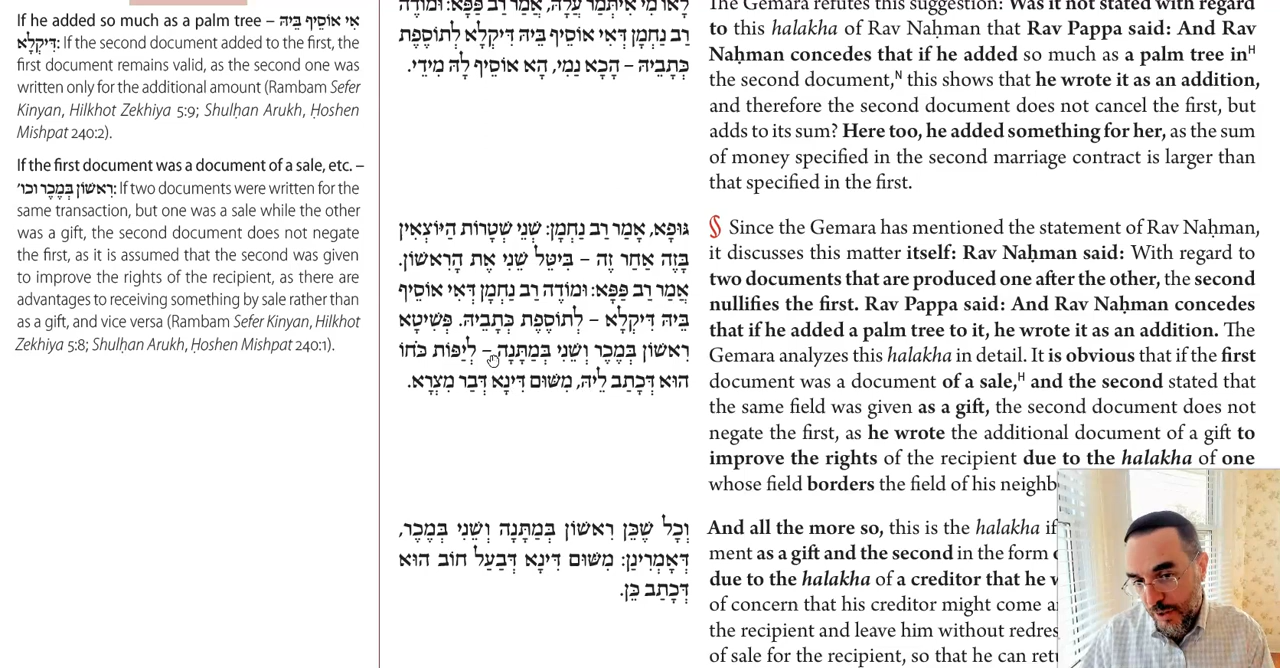 If he added so much as a palm tree – אִי אוֹסֵיף בֵּיהּ
דִּיקְלָא: If the second document added to the first, the
first document remains valid, as the second one was
written only for the additional amount (Rambam Sefer
Kinyan, Hilkhot Zekhiya 5:9; Shulḥan Arukh, Ḥoshen
Mishpat 240:2).
If the first document was a document of a sale, etc. –
רִאשׁוֹן בְּמֶכֶר וכו׳: If two documents were written for the
same transaction, but one was a sale while the other
was a gift, the second document does not negate
the first, as it is assumed that the second was given
to improve the rights of the recipient, as there are
advantages to receiving something by sale rather than
as a gift, and vice versa (Rambam Sefer Kinyan, Hilkhot
Zekhiya 5:8; Shulḥan Arukh, Ḥoshen Mishpat 240:1).
לָאו מִי אִיתְּמַר עֲלַהּ, אָמַר רַב פַּפָּא: וּמוֹדֶה
רַב נַחְמָן דְּאִי אוֹסֵיף בֵּיהּ דִּיקְלָא לְתוֹסֶפֶת
כְּתָבֵיהּ – הָכָא נַמִי, הָא אוֹסֵיף לָהּ מִידֵּי.
גּוּפָא, אָמַר רַב נַחְמָן: שְׁנֵי שְׁטָרוֹת הַיּוֹצְאִין
בָּזֶה אַחַר זֶה – בִּיטֵּל שֵׁנִי אֶת הָרִאשׁוֹן.
אָמַר רַב פַּפָּא: וּמוֹדֶה רַב נַחְמָן דְּאִי אוֹסֵיף
בֵּיהּ דִּיקְלָא – לְתוֹסֶפֶת כְּתָבֵיהּ. פְּשִׁיטָא
רִאשׁוֹן בְּמֶכֶר וְשֵׁנִי בְּמַתָּנָה – לְיַפּוֹת כֹּחוֹ
הוּא דְּכָתַב לֵיהּ, מִשּׁוּם דִּינָא דְּבַר מִצְרָא.
וְכָל שֶׁכֵּן רִאשׁוֹן בְּמַתָּנָה וְשֵׁנִי בְּמֶכֶר,
דְּאָמְרִינַן: מִשּׁוּם דִּינָא דְּבַעַל חוֹב הוּא
דְּכָתַב כֵּן.
The Gemara refutes this suggestion: Was it not stated with regard
to this halakha of Rav Naḥman that Rav Pappa said: And Rav
Naḥman concedes that if he added so much as a palm tree in^H
the second document,^N this shows that he wrote it as an addition,
and therefore the second document does not cancel the first, but
adds to its sum? Here too, he added something for her, as the sum
of money specified in the second marriage contract is larger than
that specified in the first.
§ Since the Gemara has mentioned the statement of Rav Naḥman,
it discusses this matter itself: Rav Naḥman said: With regard to
two documents that are produced one after the other, the second
nullifies the first. Rav Pappa said: And Rav Naḥman concedes
that if he added a palm tree to it, he wrote it as an addition. The
Gemara analyzes this halakha in detail. It is obvious that if the first
document was a document of a sale,^H and the second stated that
the same field was given as a gift, the second document does not
negate the first, as he wrote the additional document of a gift to
improve the rights of the recipient due to the halakha of one
whose field borders the field of his neighb
And all the more so, this is the halakha if
ment as a gift and the second in the form
due to the halakha of a creditor that he
of concern that his creditor might come
the recipient and leave him without redres
of sale for the recipient, so that he can retu